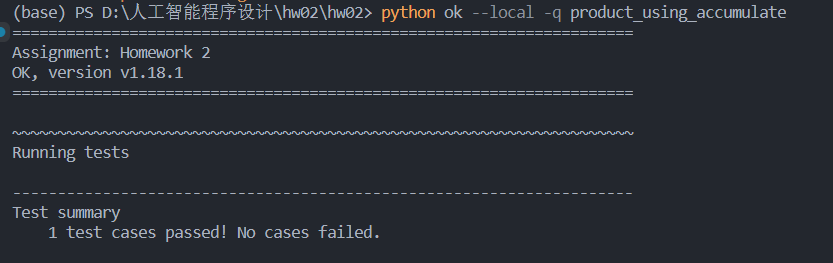 (base) PS D:\人工智能程序设计\hw02\hw02> python ok --local -q product_using_accumulate
=====================================================================
Assignment: Homework 2
OK, version v1.18.1
=====================================================================
~~~~~~~~~~~~~~~~~~~~~~~~~~~~~~~~~~~~~~~~~~~~~~~~~~~~~~~~~~~~~~~~~~~~~
Running tests
---------------------------------------------------------------------
Test summary
    1 test cases passed! No cases failed.